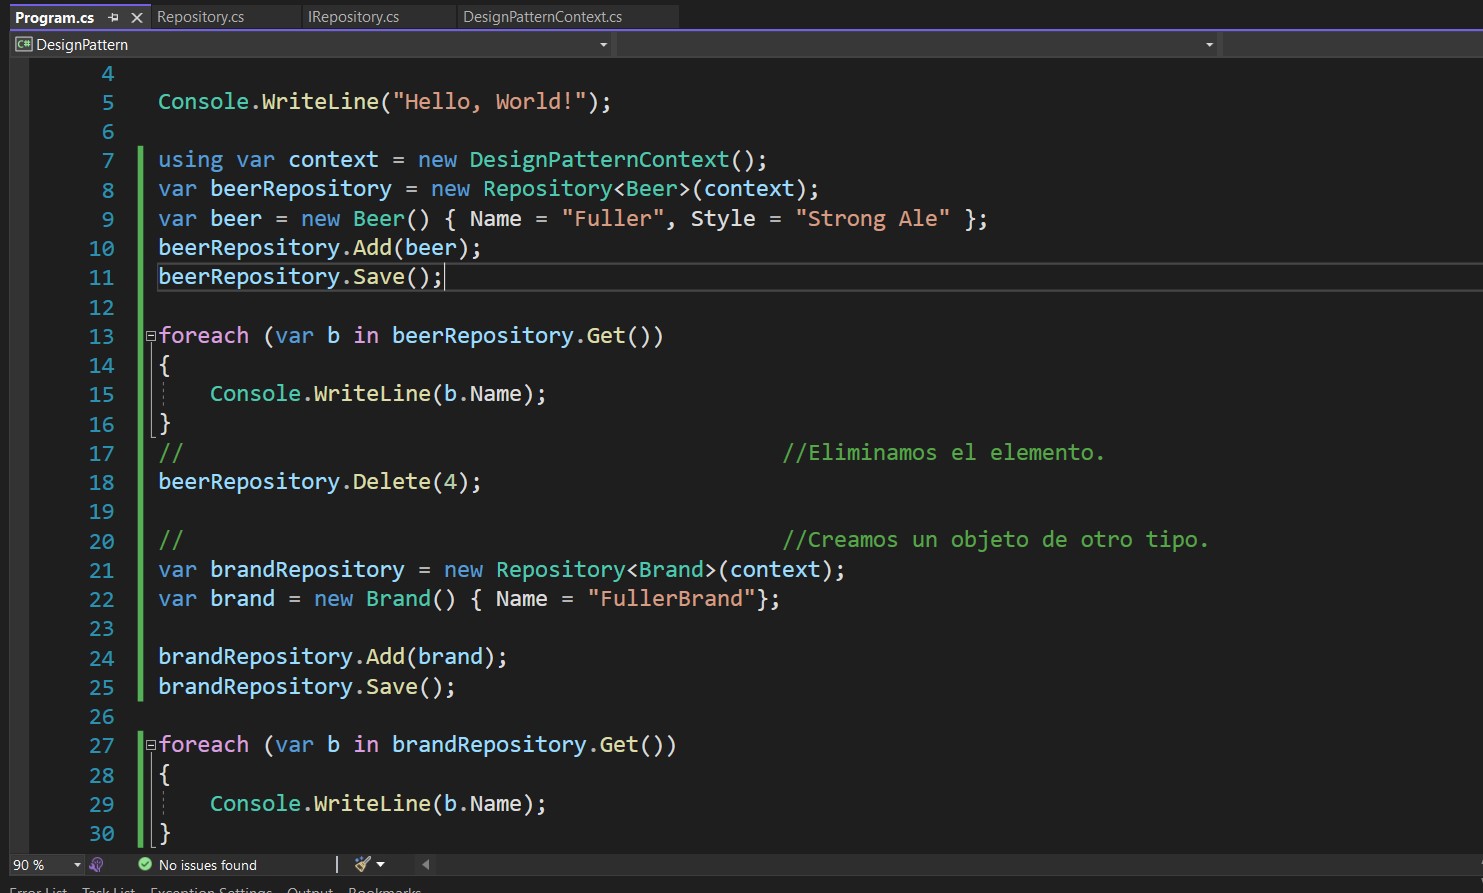 Program.cs Repository.cs IRepository.cs DesignPatternContext.cs
C# DesignPattern
4
5 Console.WriteLine("Hello, World!");
6
7 using var context = new DesignPatternContext();
8 var beerRepository = new Repository<Beer>(context);
9 var beer = new Beer() { Name = "Fuller", Style = "Strong Ale" };
10 beerRepository.Add(beer);
11 beerRepository.Save();
12
13 foreach (var b in beerRepository.Get())
14 {
15 Console.WriteLine(b.Name);
16 }
17 // //Eliminamos el elemento.
18 beerRepository.Delete(4);
19
20 // //Creamos un objeto de otro tipo.
21 var brandRepository = new Repository<Brand>(context);
22 var brand = new Brand() { Name = "FullerBrand"};
23
24 brandRepository.Add(brand);
25 brandRepository.Save();
26
27 foreach (var b in brandRepository.Get())
28 {
29 Console.WriteLine(b.Name);
30 }
90 % No issues found
Error List Task List Exception Settings Output Bookmarks